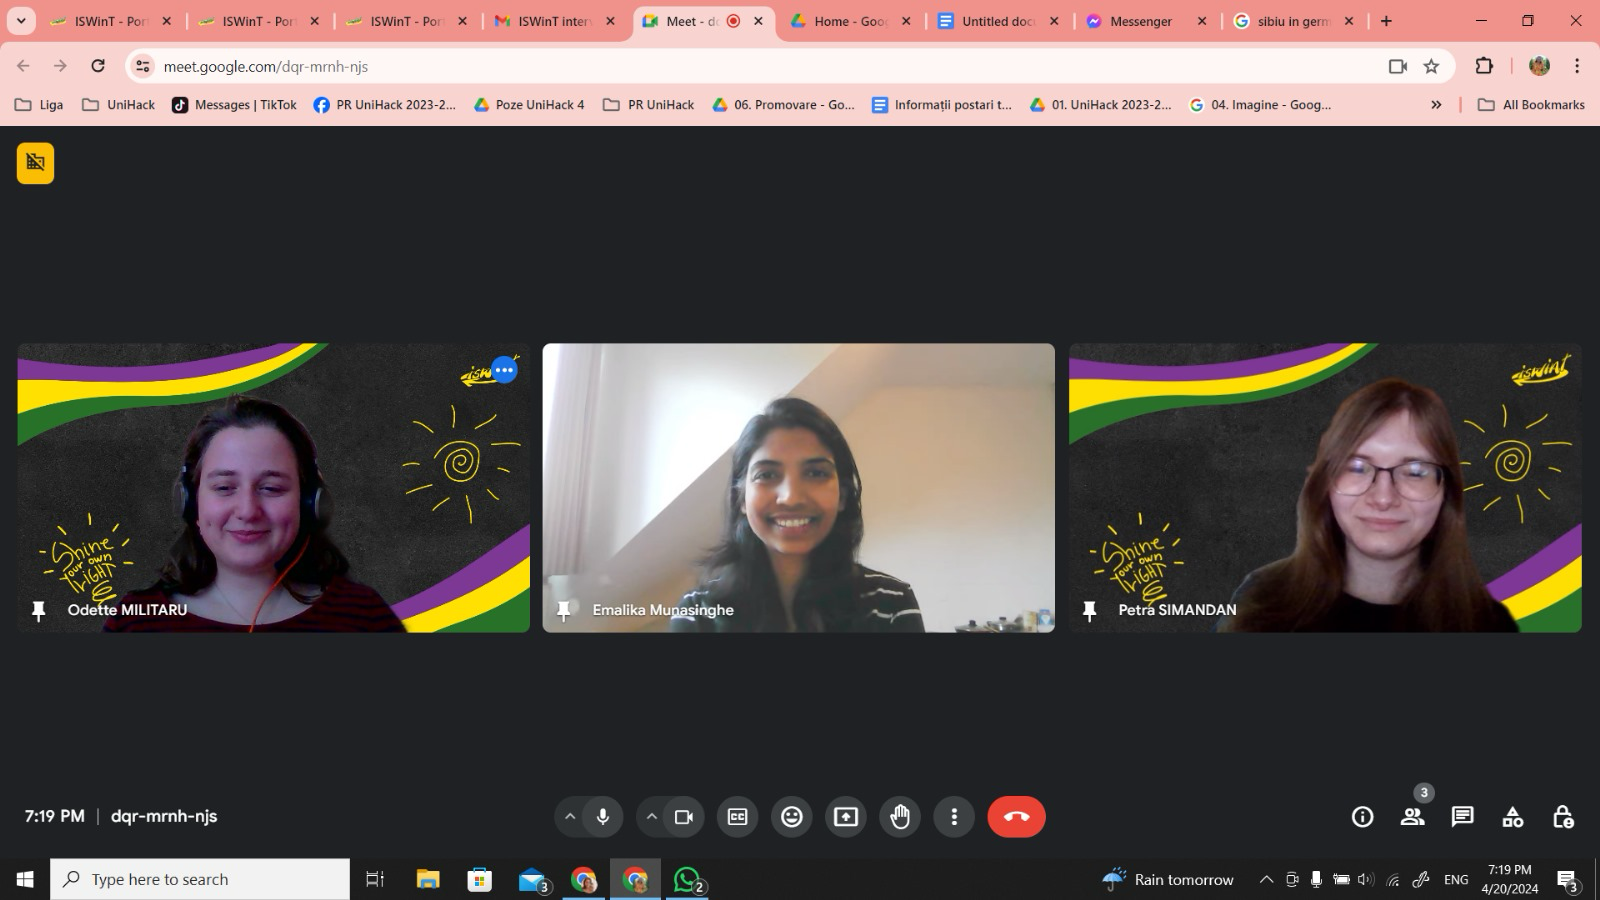 ISWinT - Por
ISWinT - Por
ISWinT - Por
ISWinT inter
Meet - d
Home - Goo
Untitled doc
Messenger
sibiu in germ
meet.google.com/dqr-mrnh-njs
Liga
UniHack
Messages | TikTok
PR UniHack 2023-2...
Poze UniHack 4
PR UniHack
06. Promovare - Go...
Informații postari t...
01. UniHack 2023-2...
04. Imagine - Goog...
All Bookmarks
iswint
Shine
your own
lIGHT
Odette MILITARU
Emalika Munasinghe
iswint
Shine
your own
lIGHT
Petra SIMANDAN
7:19 PM | dqr-mrnh-njs
CC
3
Type here to search
3
2
Rain tomorrow
ENG
7:19 PM
4/20/2024
3